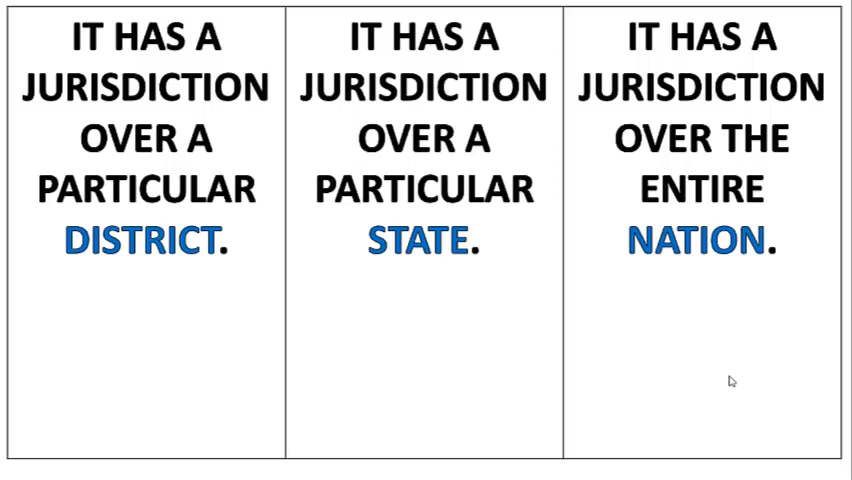 IT HAS A
JURISDICTION
OVER A
PARTICULAR
DISTRICT.
IT HAS A
JURISDICTION
OVER A
PARTICULAR
STATE.
IT HAS A
JURISDICTION
OVER THE
ENTIRE
NATION.